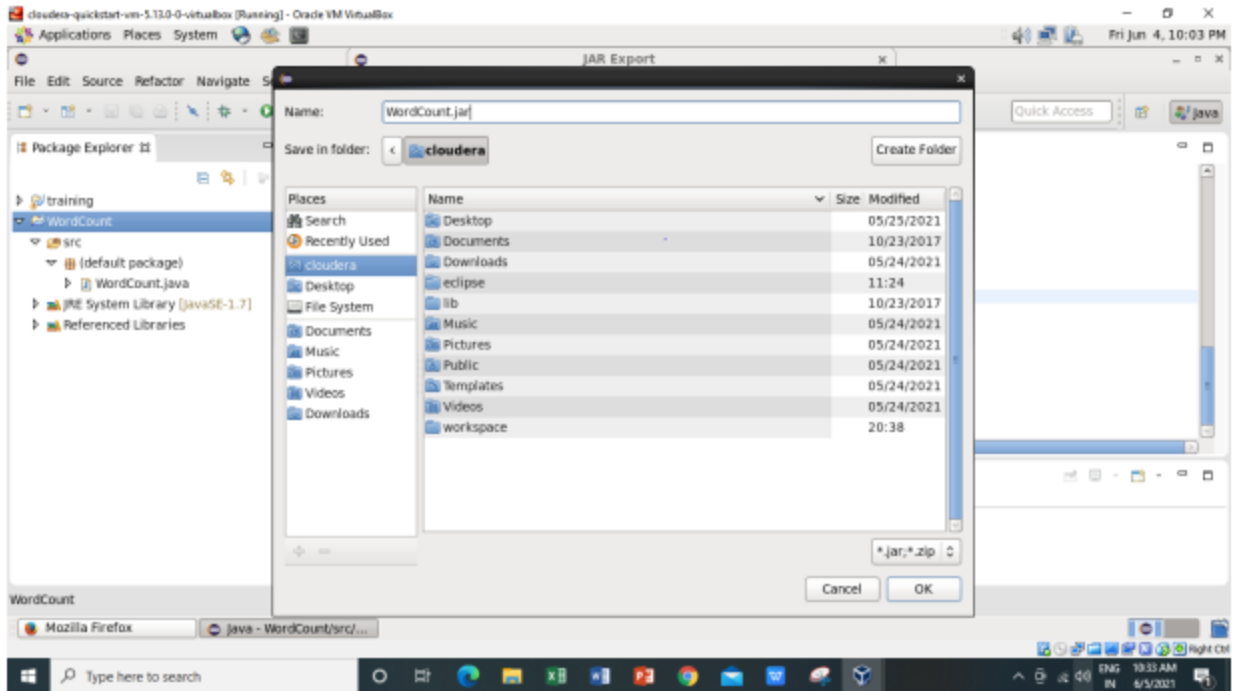 cloudera-quickstart-vm-5.13.0-0-virtualbox [Running] - Oracle VM VirtualBox
Applications Places System
Fri Jun 4, 10:03 PM
JAR Export
File Edit Source Refactor Navigate
Name: WordCount.jar
Quick Access
Java
Package Explorer
Save in folder: cloudera Create Folder
training
WordCount
src
(default package)
WordCount.java
JRE System Library [JavaSE-1.7]
Referenced Libraries
Places
Search
Recently Used
cloudera
Desktop
File System
Documents
Music
Pictures
Videos
Downloads
Name Size Modified
Desktop 05/25/2021
Documents 10/23/2017
Downloads 05/24/2021
eclipse 11:24
lib 10/23/2017
Music 05/24/2021
Pictures 05/24/2021
Public 05/24/2021
Templates 05/24/2021
Videos 05/24/2021
workspace 20:38
*.jar;*.zip
Cancel OK
WordCount
Mozilla Firefox
Java - WordCount/src/...
Right Ctrl
Type here to search
ENG 10:33 AM
IN 6/5/2021